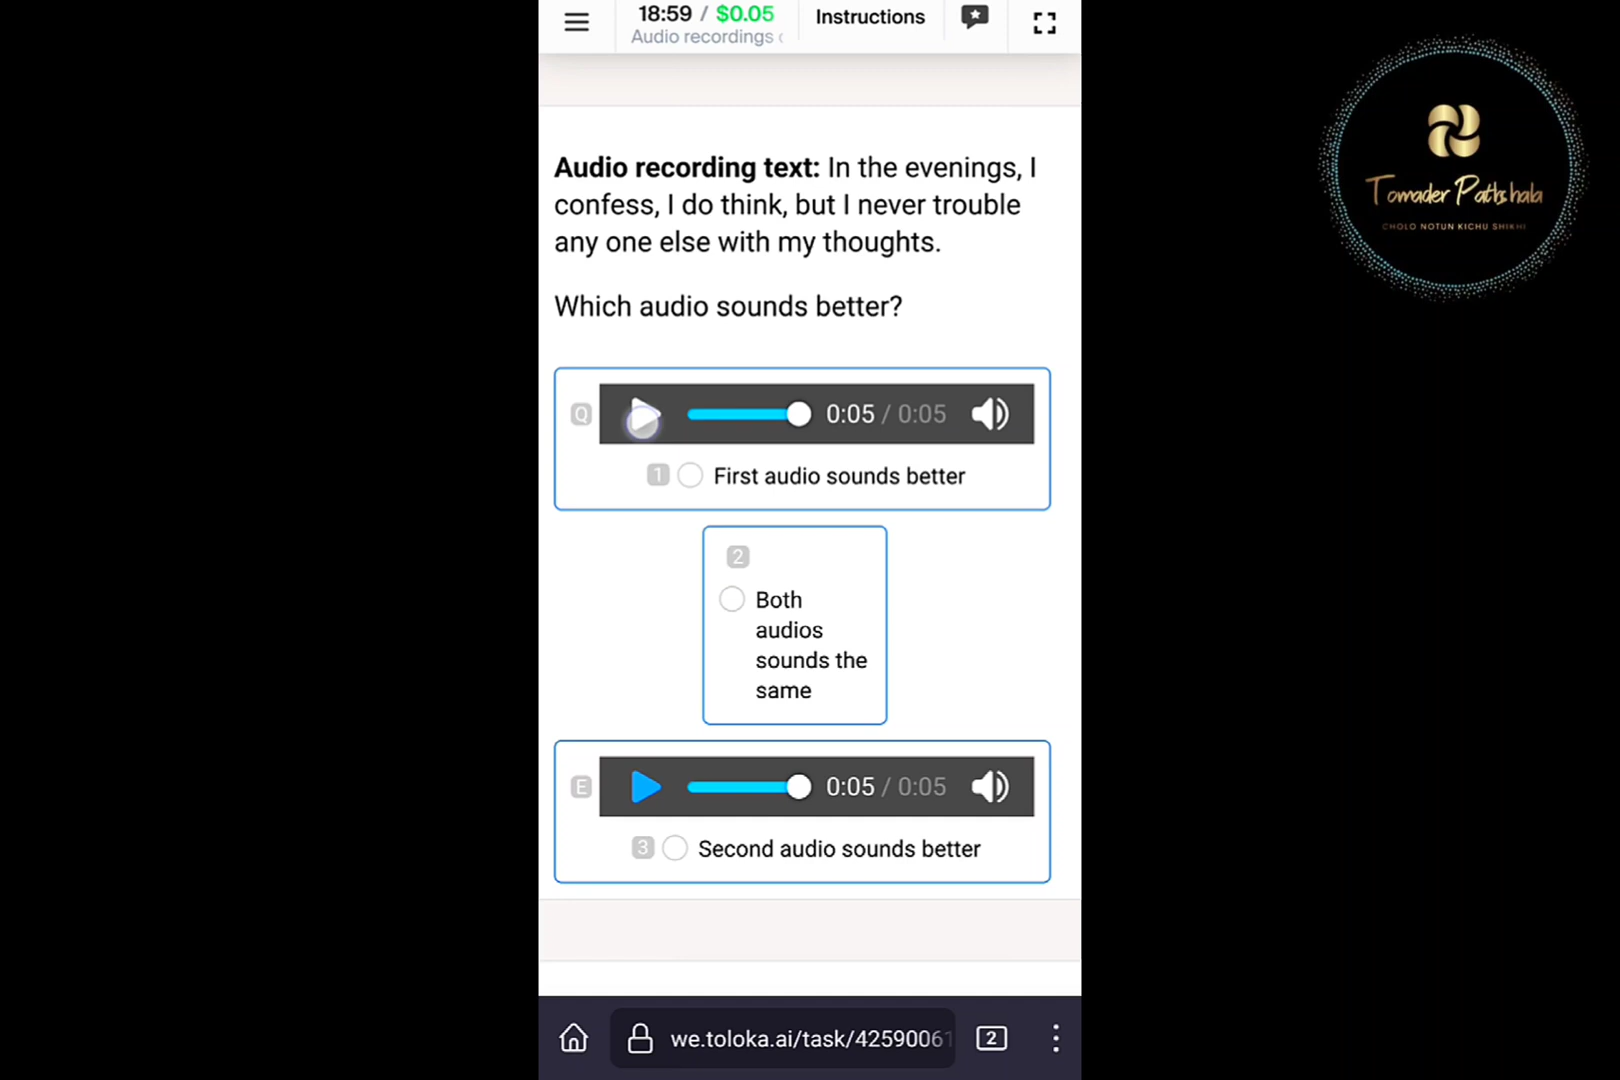 18:59 / $0.05
Audio recordings
Instructions
Audio recording text: In the evenings, I
confess, I do think, but I never trouble
any one else with my thoughts.
Which audio sounds better?
Q
0:05 / 0:05
1 First audio sounds better
2
Both
audios
sounds the
same
E
0:05 / 0:05
3 Second audio sounds better
we.toloka.ai/task/42590061
2
Tomader Pathshala
CHOLO NOTUN KICHU SHIKHI